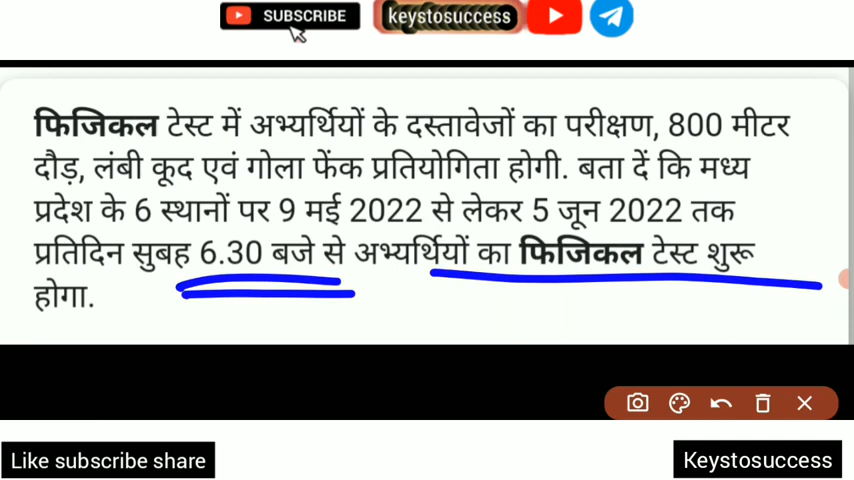 SUBSCRIBE keystosuccess
फिजिकल टेस्ट में अभ्यर्थियों के दस्तावेजों का परीक्षण, 800 मीटर
दौड़, लंबी कूद एवं गोला फेंक प्रतियोगिता होगी. बता दें कि मध्य
प्रदेश के 6 स्थानों पर 9 मई 2022 से लेकर 5 जून 2022 तक
प्रतिदिन सुबह 6.30 बजे से अभ्यर्थियों का फिजिकल टेस्ट शुरू
होगा.
Like subscribe share
Keystosuccess